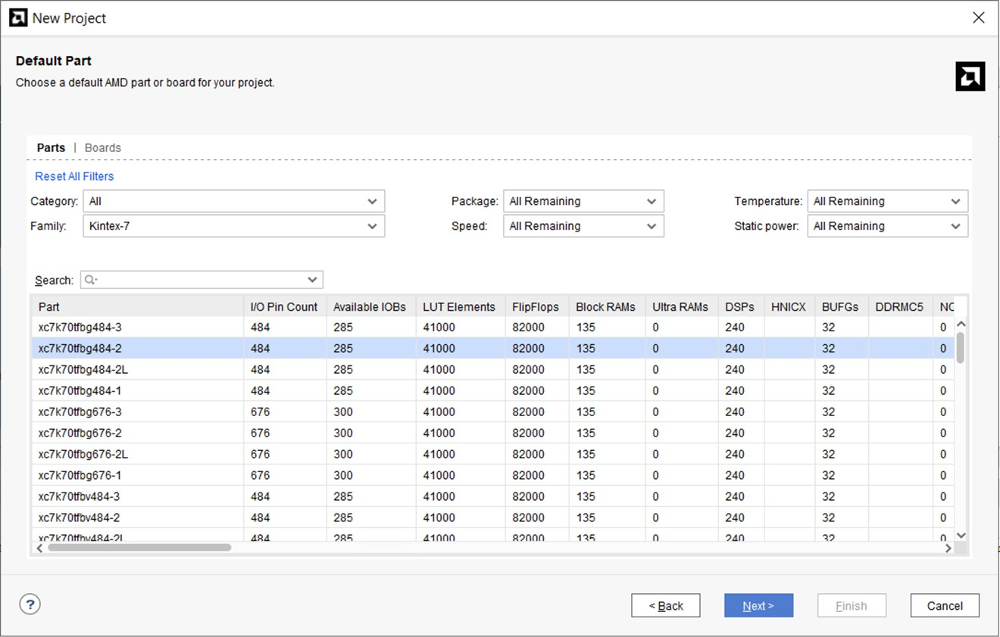 New Project
Default Part
Choose a default AMD part or board for your project.
Parts | Boards
Reset All Filters
Category: All Package: All Remaining Temperature: All Remaining
Family: Kintex-7 Speed: All Remaining Static power: All Remaining
Search:
Part I/O Pin Count Available IOBs LUT Elements FlipFlops Block RAMs Ultra RAMs DSPs HNICX BUFGs DDRMC5 NC
xc7k70tfbg484-3 484 285 41000 82000 135 0 240 32 0
xc7k70tfbg484-2 484 285 41000 82000 135 0 240 32 0
xc7k70tfbg484-2L 484 285 41000 82000 135 0 240 32 0
xc7k70tfbg484-1 484 285 41000 82000 135 0 240 32 0
xc7k70tfbg676-3 676 300 41000 82000 135 0 240 32 0
xc7k70tfbg676-2 676 300 41000 82000 135 0 240 32 0
xc7k70tfbg676-2L 676 300 41000 82000 135 0 240 32 0
xc7k70tfbg676-1 676 300 41000 82000 135 0 240 32 0
xc7k70tfbv484-3 484 285 41000 82000 135 0 240 32 0
xc7k70tfbv484-2 484 285 41000 82000 135 0 240 32 0
xc7k70tfbv484-2L 484 285 41000 82000 135 0 240 32 0
? < Back Next > Finish Cancel